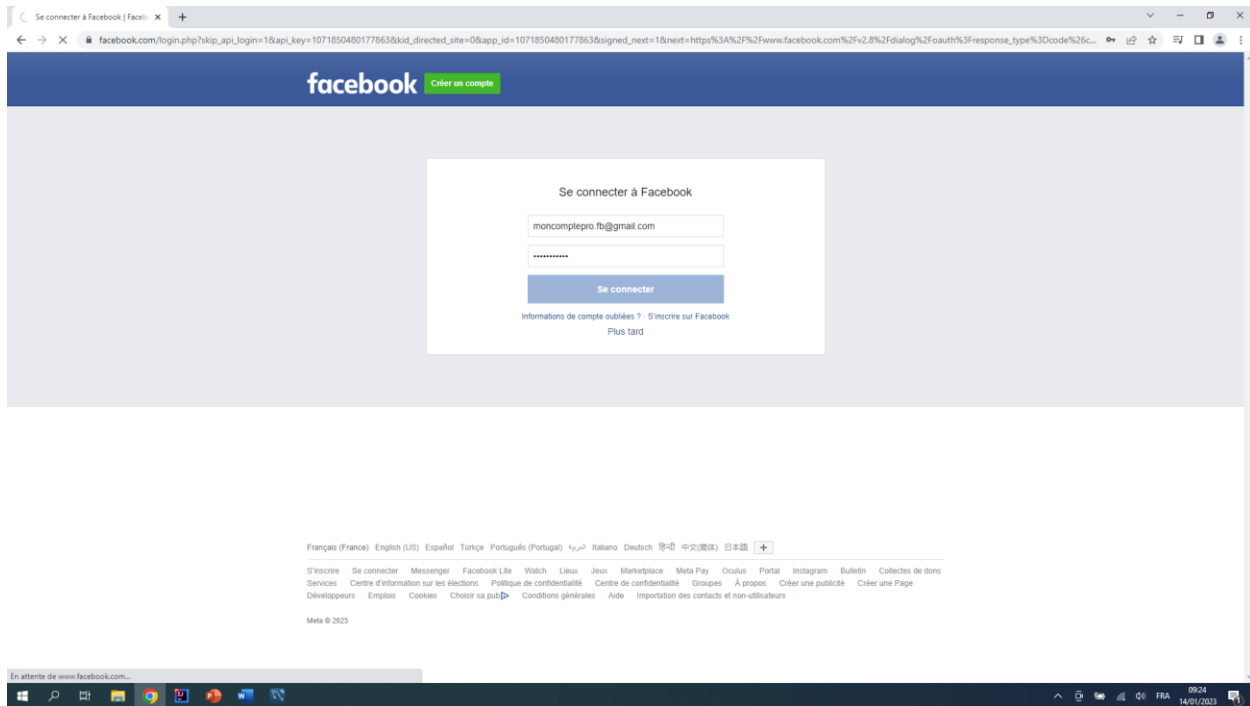 Se connecter à Facebook | Faceb
facebook.com/login.php?skip_api_login=1&api_key=1071850480177863&kid_directed_site=0&app_id=1071850480177863&signed_next=1&next=https%3A%2F%2Fwww.facebook.com%2Fv2.8%2Fdialog%2Foauth%3Fresponse_type%3Dcode%26c...
facebook Créer un compte
Se connecter à Facebook
moncomptepro.fb@gmail.com
•••••••••••
Se connecter
Informations de compte oubliées ? · S'inscrire sur Facebook
Plus tard
Français (France) English (US) Español Türkçe Português (Portugal) العربية Italiano Deutsch हिन्दी 中文(简体) 日本語 +
S'inscrire Se connecter Messenger Facebook Lite Watch Lieux Jeux Marketplace Meta Pay Oculus Portal Instagram Bulletin Collectes de dons
Services Centre d'information sur les élections Politique de confidentialité Centre de confidentialité Groupes À propos Créer une publicité Créer une Page
Développeurs Emplois Cookies Choisir sa pub Conditions générales Aide Importation des contacts et non-utilisateurs
Meta © 2023
En attente de www.facebook.com...
FRA 09:24
14/01/2023